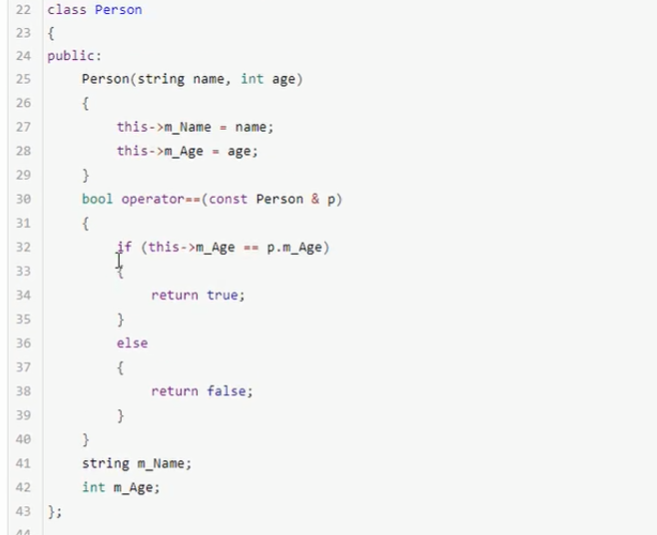 22 class Person
23 {
24 public:
25     Person(string name, int age)
26     {
27         this->m_Name = name;
28         this->m_Age = age;
29     }
30     bool operator==(const Person & p)
31     {
32         if (this->m_Age == p.m_Age)
33         {
34             return true;
35         }
36         else
37         {
38             return false;
39         }
40     }
41     string m_Name;
42     int m_Age;
43 };